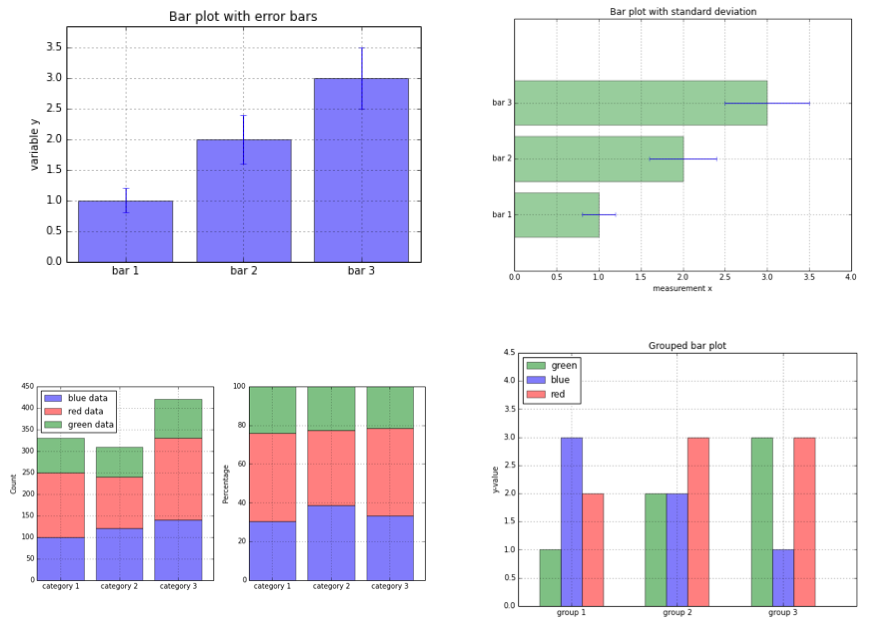 Bar plot with error bars
3.5
3.0
2.5
2.0
1.5
1.0
0.5
0.0
variable y
bar 1 bar 2 bar 3
Bar plot with standard deviation
bar 3
bar 2
bar 1
0.0 0.5 1.0 1.5 2.0 2.5 3.0 3.5 4.0
measurement x
450
400
350
300
250
200
150
100
50
0
Count
blue data
red data
green data
category 1 category 2 category 3
100
80
60
40
20
0
Percentage
category 1 category 2 category 3
Grouped bar plot
4.5
4.0
3.5
3.0
2.5
2.0
1.5
1.0
0.5
0.0
y-value
green
blue
red
group 1 group 2 group 3